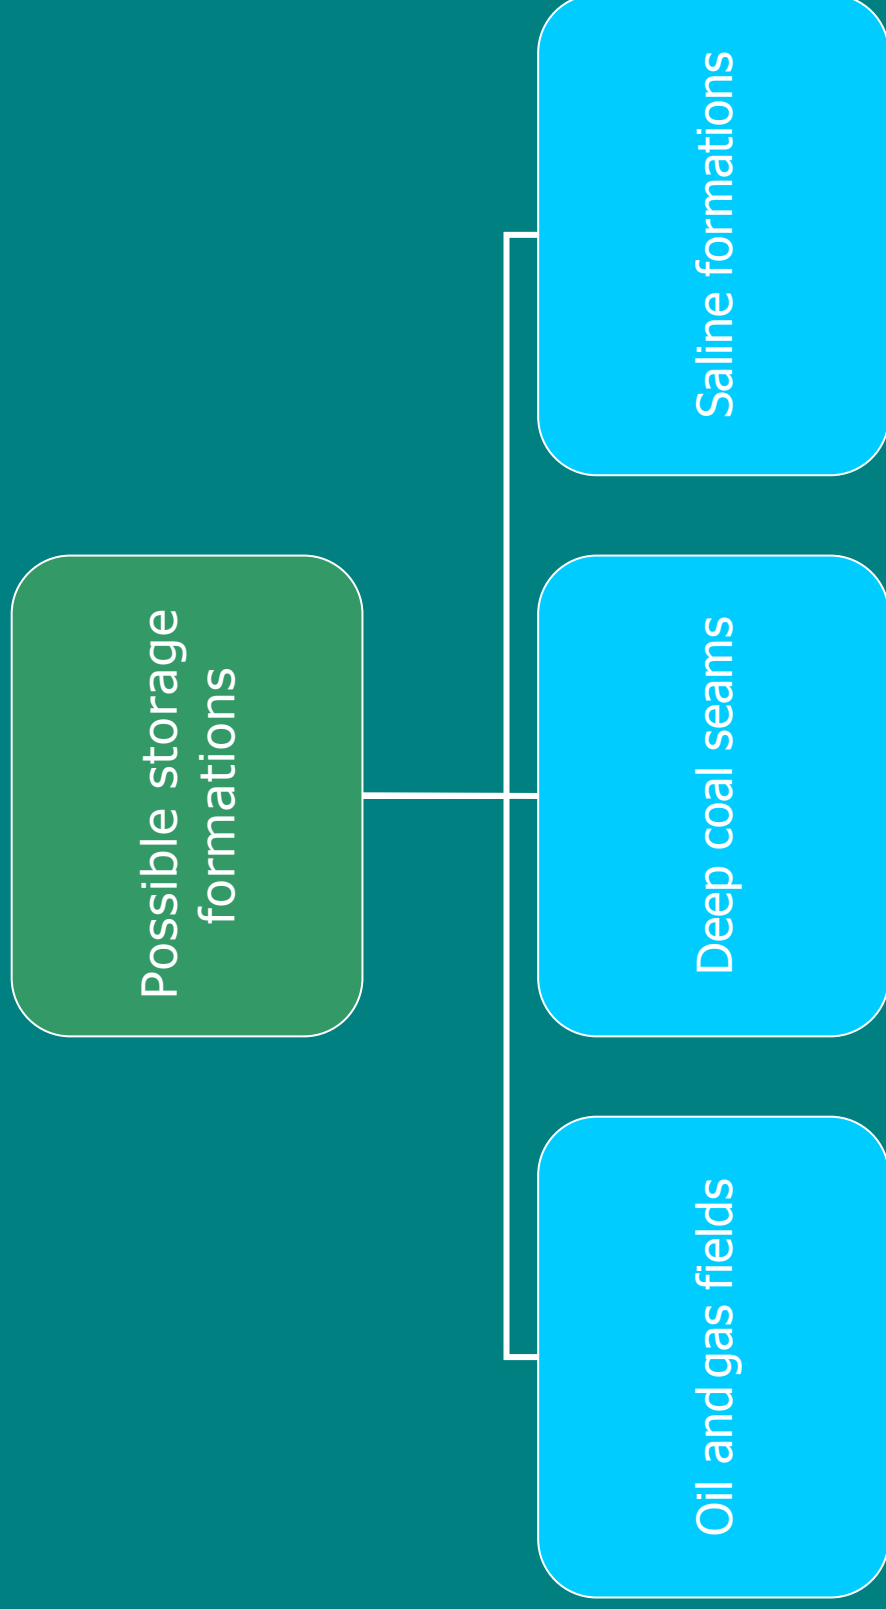 Possible storage
formations
Oil and gas fields
Deep coal seams
Saline formations